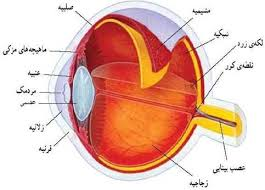 صلبیه
مشیمیه
شبکیه
لکه‌ی زرد
نقطه‌ی کور
ماهیچه‌های مژکی
عنبیه
مردمک
عدسی
زلالیه
قرنیه
عصب بینایی
زجاجیه